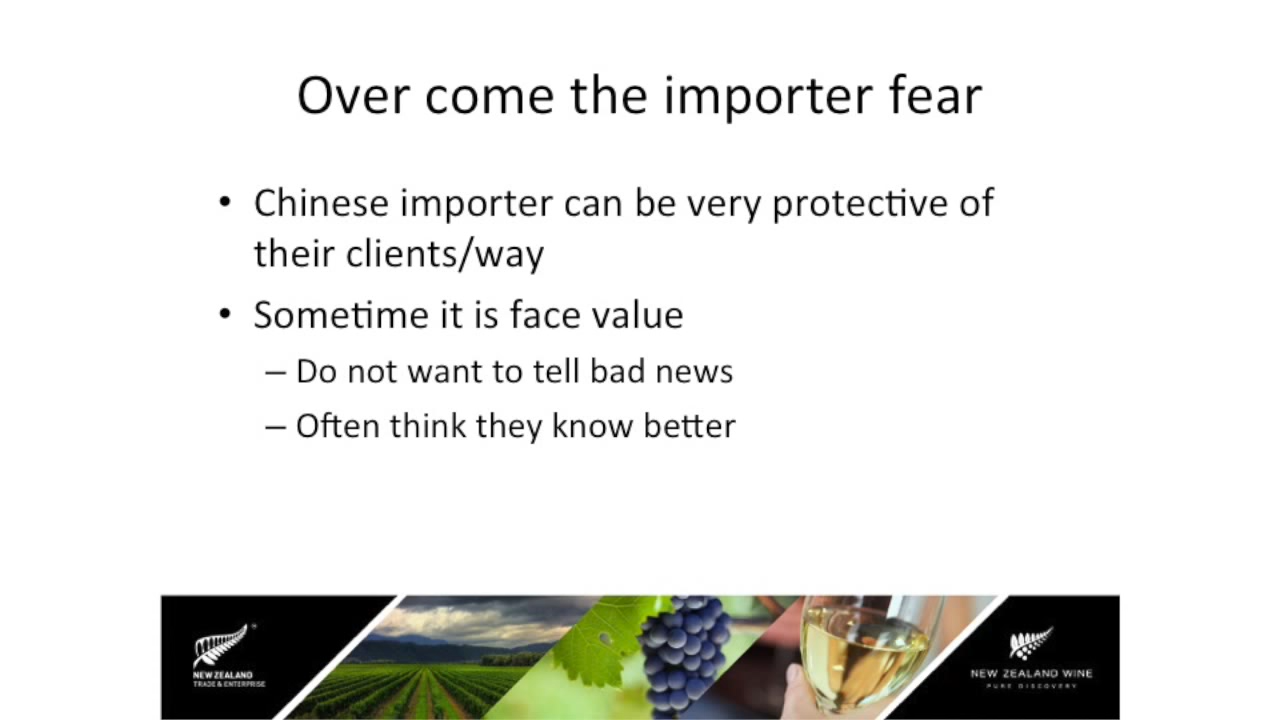 Over come the importer fear
• Chinese importer can be very protective of
their clients/way
• Sometime it is face value
– Do not want to tell bad news
– Often think they know better
NEW ZEALAND
TRADE & ENTERPRISE
NEW ZEALAND WINE
PURE DISCOVERY